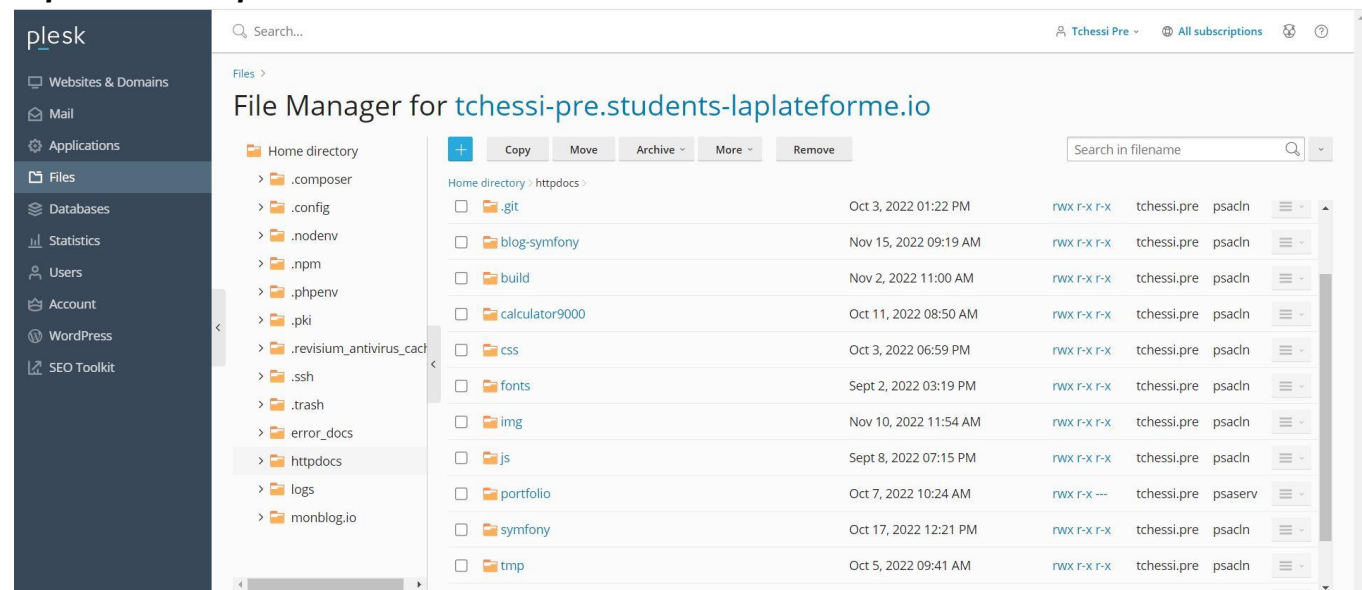 plesk
Search...
Tchessi Pre
All subscriptions
Websites & Domains
Mail
Applications
Files
Databases
Statistics
Users
Account
WordPress
SEO Toolkit
Files >
File Manager for tchessi-pre.students-laplateforme.io
Home directory
> .composer
> .config
> .nodenv
> .npm
> .phpenv
> .pki
> .revisium_antivirus_cach
> .ssh
> .trash
> error_docs
> httpdocs
> logs
> monblog.io
+ Copy Move Archive More Remove
Search in filename
Home directory > httpdocs >
.git Oct 3, 2022 01:22 PM rwx r-x r-x tchessi.pre psacln
blog-symfony Nov 15, 2022 09:19 AM rwx r-x r-x tchessi.pre psacln
build Nov 2, 2022 11:00 AM rwx r-x r-x tchessi.pre psacln
calculator9000 Oct 11, 2022 08:50 AM rwx r-x r-x tchessi.pre psacln
css Oct 3, 2022 06:59 PM rwx r-x r-x tchessi.pre psacln
fonts Sept 2, 2022 03:19 PM rwx r-x r-x tchessi.pre psacln
img Nov 10, 2022 11:54 AM rwx r-x r-x tchessi.pre psacln
js Sept 8, 2022 07:15 PM rwx r-x r-x tchessi.pre psacln
portfolio Oct 7, 2022 10:24 AM rwx r-x --- tchessi.pre psaserv
symfony Oct 17, 2022 12:21 PM rwx r-x r-x tchessi.pre psacln
tmp Oct 5, 2022 09:41 AM rwx r-x r-x tchessi.pre psacln